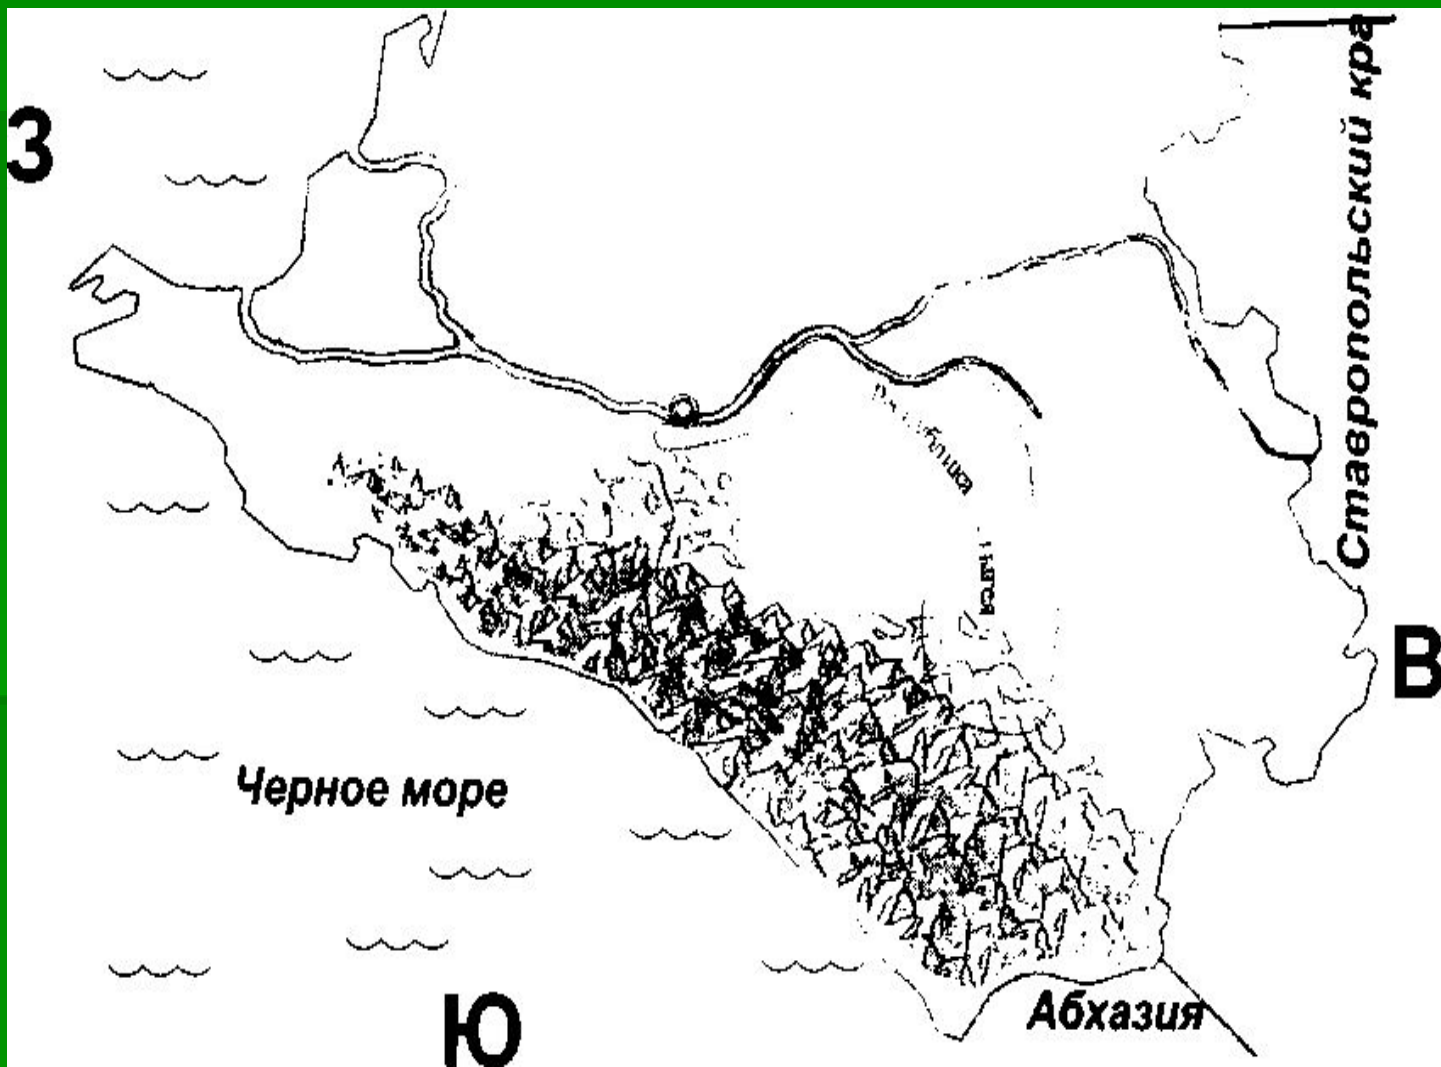 З
Ставропольский кра
В
Черное море
Ю
Абхазия